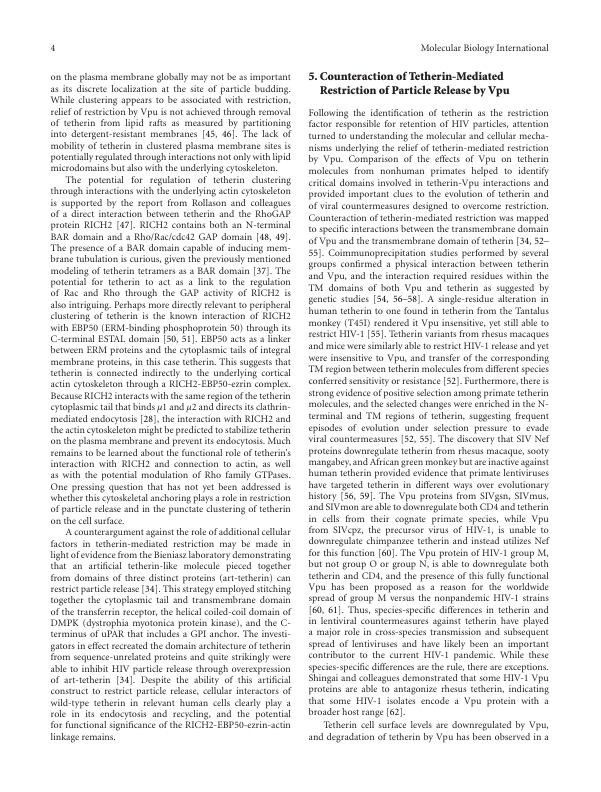 4
Molecular Biology International
on the plasma membrane globally may not be as important
as its discrete localization at the site of particle budding.
While clustering appears to be associated with restriction,
relief of restriction by Vpu is not achieved through removal
of tetherin from lipid rafts as measured by partitioning
into detergent-resistant membranes [45, 46]. The lack of
mobility of tetherin in clustered plasma membrane sites is
potentially regulated through interactions not only with lipid
microdomains but also with the underlying cytoskeleton.
The potential for regulation of tetherin clustering
through interactions with the underlying actin cytoskeleton
is supported by the report from Rollason and colleagues
of a direct interaction between tetherin and the RhoGAP
protein RICH2 [47]. RICH2 contains both an N-terminal
BAR domain and a Rho/Rac/cdc42 GAP domain [48, 49].
The presence of a BAR domain capable of inducing mem-
brane tubulation is curious, given the previously mentioned
modeling of tetherin tetramers as a BAR domain [37]. The
potential for tetherin to act as a link to the regulation
of Rac and Rho through the GAP activity of RICH2 is
also intriguing. Perhaps more directly relevant to peripheral
clustering of tetherin is the known interaction of RICH2
with EBP50 (ERM-binding phosphoprotein 50) through its
C-terminal ESTAL domain [50, 51]. EBP50 acts as a linker
between ERM proteins and the cytoplasmic tails of integral
membrane proteins, in this case tetherin. This suggests that
tetherin is connected indirectly to the underlying cortical
actin cytoskeleton through a RICH2-EBP50-ezrin complex.
Because RICH2 interacts with the same region of the tetherin
cytoplasmic tail that binds μ1 and μ2 and directs its clathrin-
mediated endocytosis [28], the interaction with RICH2 and
the actin cytoskeleton might be predicted to stabilize tetherin
on the plasma membrane and prevent its endocytosis. Much
remains to be learned about the functional role of tetherin's
interaction with RICH2 and connection to actin, as well
as with the potential modulation of Rho family GTPases.
One pressing question that has not yet been addressed is
whether this cytoskeletal anchoring plays a role in restriction
of particle release and in the punctate clustering of tetherin
on the cell surface.
A counterargument against the role of additional cellular
factors in tetherin-mediated restriction may be made in
light of evidence from the Bieniasz laboratory demonstrating
that an artificial tetherin-like molecule pieced together
from domains of three distinct proteins (art-tetherin) can
restrict particle release [34]. This strategy employed stitching
together the cytoplasmic tail and transmembrane domain
of the transferrin receptor, the helical coiled-coil domain of
DMPK (dystrophia myotonica protein kinase), and the C-
terminus of uPAR that includes a GPI anchor. The investi-
gators in effect recreated the domain architecture of tetherin
from sequence-unrelated proteins and quite strikingly were
able to inhibit HIV particle release through overexpression
of art-tetherin [34]. Despite the ability of this artificial
construct to restrict particle release, cellular interactors of
wild-type tetherin in relevant human cells clearly play a
role in its endocytosis and recycling, and the potential
for functional significance of the RICH2-EBP50-ezrin-actin
linkage remains.
5. Counteraction of Tetherin-Mediated
Restriction of Particle Release by Vpu
Following the identification of tetherin as the restriction
factor responsible for retention of HIV particles, attention
turned to understanding the molecular and cellular mecha-
nisms underlying the relief of tetherin-mediated restriction
by Vpu. Comparison of the effects of Vpu on tetherin
molecules from nonhuman primates helped to identify
critical domains involved in tetherin-Vpu interactions and
provided important clues to the evolution of tetherin and
of viral countermeasures designed to overcome restriction.
Counteraction of tetherin-mediated restriction was mapped
to specific interactions between the transmembrane domain
of Vpu and the transmembrane domain of tetherin [34, 52–
55]. Coimmunoprecipitation studies performed by several
groups confirmed a physical interaction between tetherin
and Vpu, and the interaction required residues within the
TM domains of both Vpu and tetherin as suggested by
genetic studies [54, 56–58]. A single-residue alteration in
human tetherin to one found in tetherin from the Tantalus
monkey (T45I) rendered it Vpu insensitive, yet still able to
restrict HIV-1 [55]. Tetherin variants from rhesus macaques
and mice were similarly able to restrict HIV-1 release and yet
were insensitive to Vpu, and transfer of the corresponding
TM region between tetherin molecules from different species
conferred sensitivity or resistance [52]. Furthermore, there is
strong evidence of positive selection among primate tetherin
molecules, and the selected changes were enriched in the N-
terminal and TM regions of tetherin, suggesting frequent
episodes of evolution under selection pressure to evade
viral countermeasures [52, 55]. The discovery that SIV Nef
proteins downregulate tetherin from rhesus macaque, sooty
mangabey, and African green monkey but are inactive against
human tetherin provided evidence that primate lentiviruses
have targeted tetherin in different ways over evolutionary
history [56, 59]. The Vpu proteins from SIVgsn, SIVmus,
and SIVmon are able to downregulate both CD4 and tetherin
in cells from their cognate primate species, while Vpu
from SIVcpz, the precursor virus of HIV-1, is unable to
downregulate chimpanzee tetherin and instead utilizes Nef
for this function [60]. The Vpu protein of HIV-1 group M,
but not group O or group N, is able to downregulate both
tetherin and CD4, and the presence of this fully functional
Vpu has been proposed as a reason for the worldwide
spread of group M versus the nonpandemic HIV-1 strains
[60, 61]. Thus, species-specific differences in tetherin and
in lentiviral countermeasures against tetherin have played
a major role in cross-species transmission and subsequent
spread of lentiviruses and have likely been an important
contributor to the current HIV-1 pandemic. While these
species-specific differences are the rule, there are exceptions.
Shingai and colleagues demonstrated that some HIV-1 Vpu
proteins are able to antagonize rhesus tetherin, indicating
that some HIV-1 isolates encode a Vpu protein with a
broader host range [62].
Tetherin cell surface levels are downregulated by Vpu,
and degradation of tetherin by Vpu has been observed in a